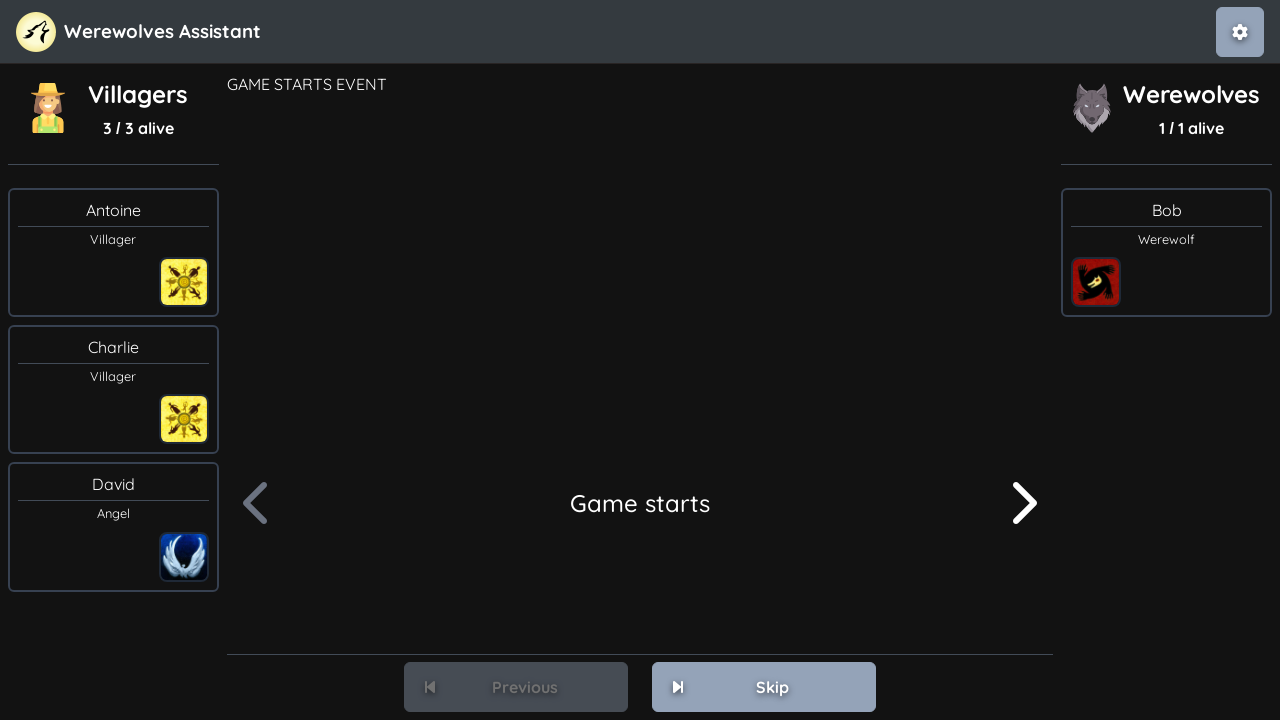 Werewolves Assistant
Villagers
3 / 3 alive
Antoine
Villager
Charlie
Villager
David
Angel
GAME STARTS EVENT
Game starts
Previous
Skip
Werewolves
1 / 1 alive
Bob
Werewolf